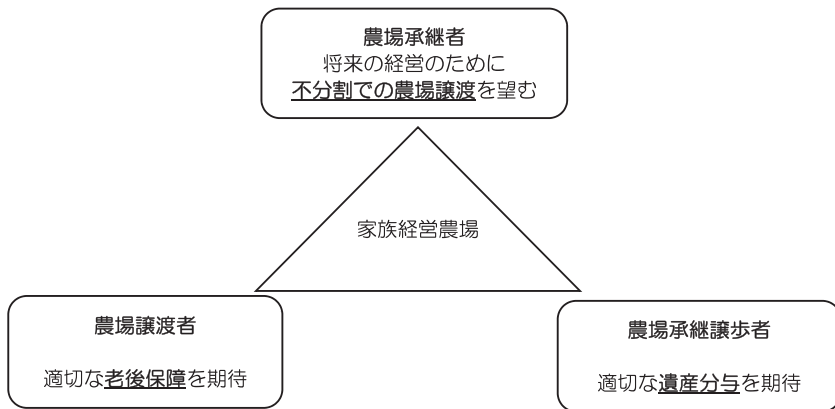 農場承継者
将来の経営のために
不分割での農場譲渡を望む
家族経営農場
農場譲渡者
適切な老後保障を期待
農場承継譲歩者
適切な遺産分与を期待